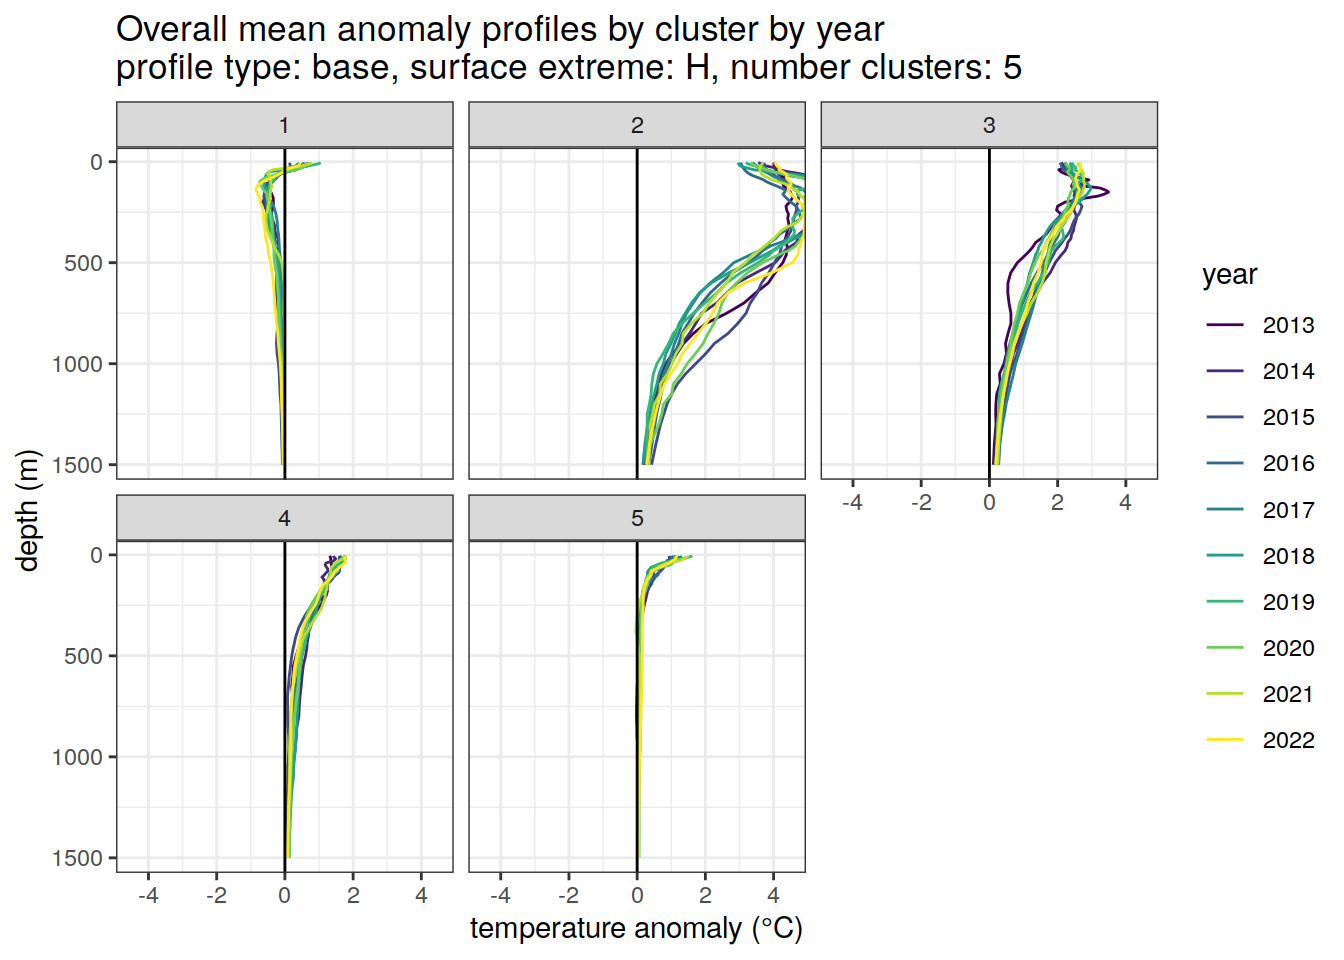 Overall mean anomaly profiles by cluster by year
profile type: base, surface extreme: H, number clusters: 5
1
2
3
0
500
1000
1500
-4 -2 0 2 4
4
5
0
500
1000
1500
-4 -2 0 2 4
-4 -2 0 2 4
depth (m)
temperature anomaly (°C)
year
2013
2014
2015
2016
2017
2018
2019
2020
2021
2022